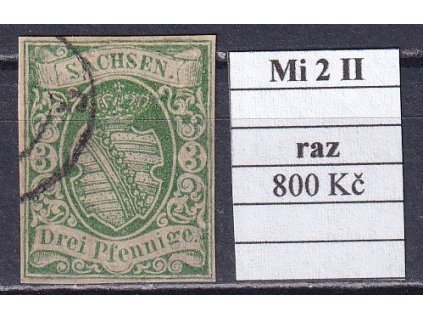 SACHSEN.
3 3
Drei Pfennige.
Mi 2 II
raz
800 Kč